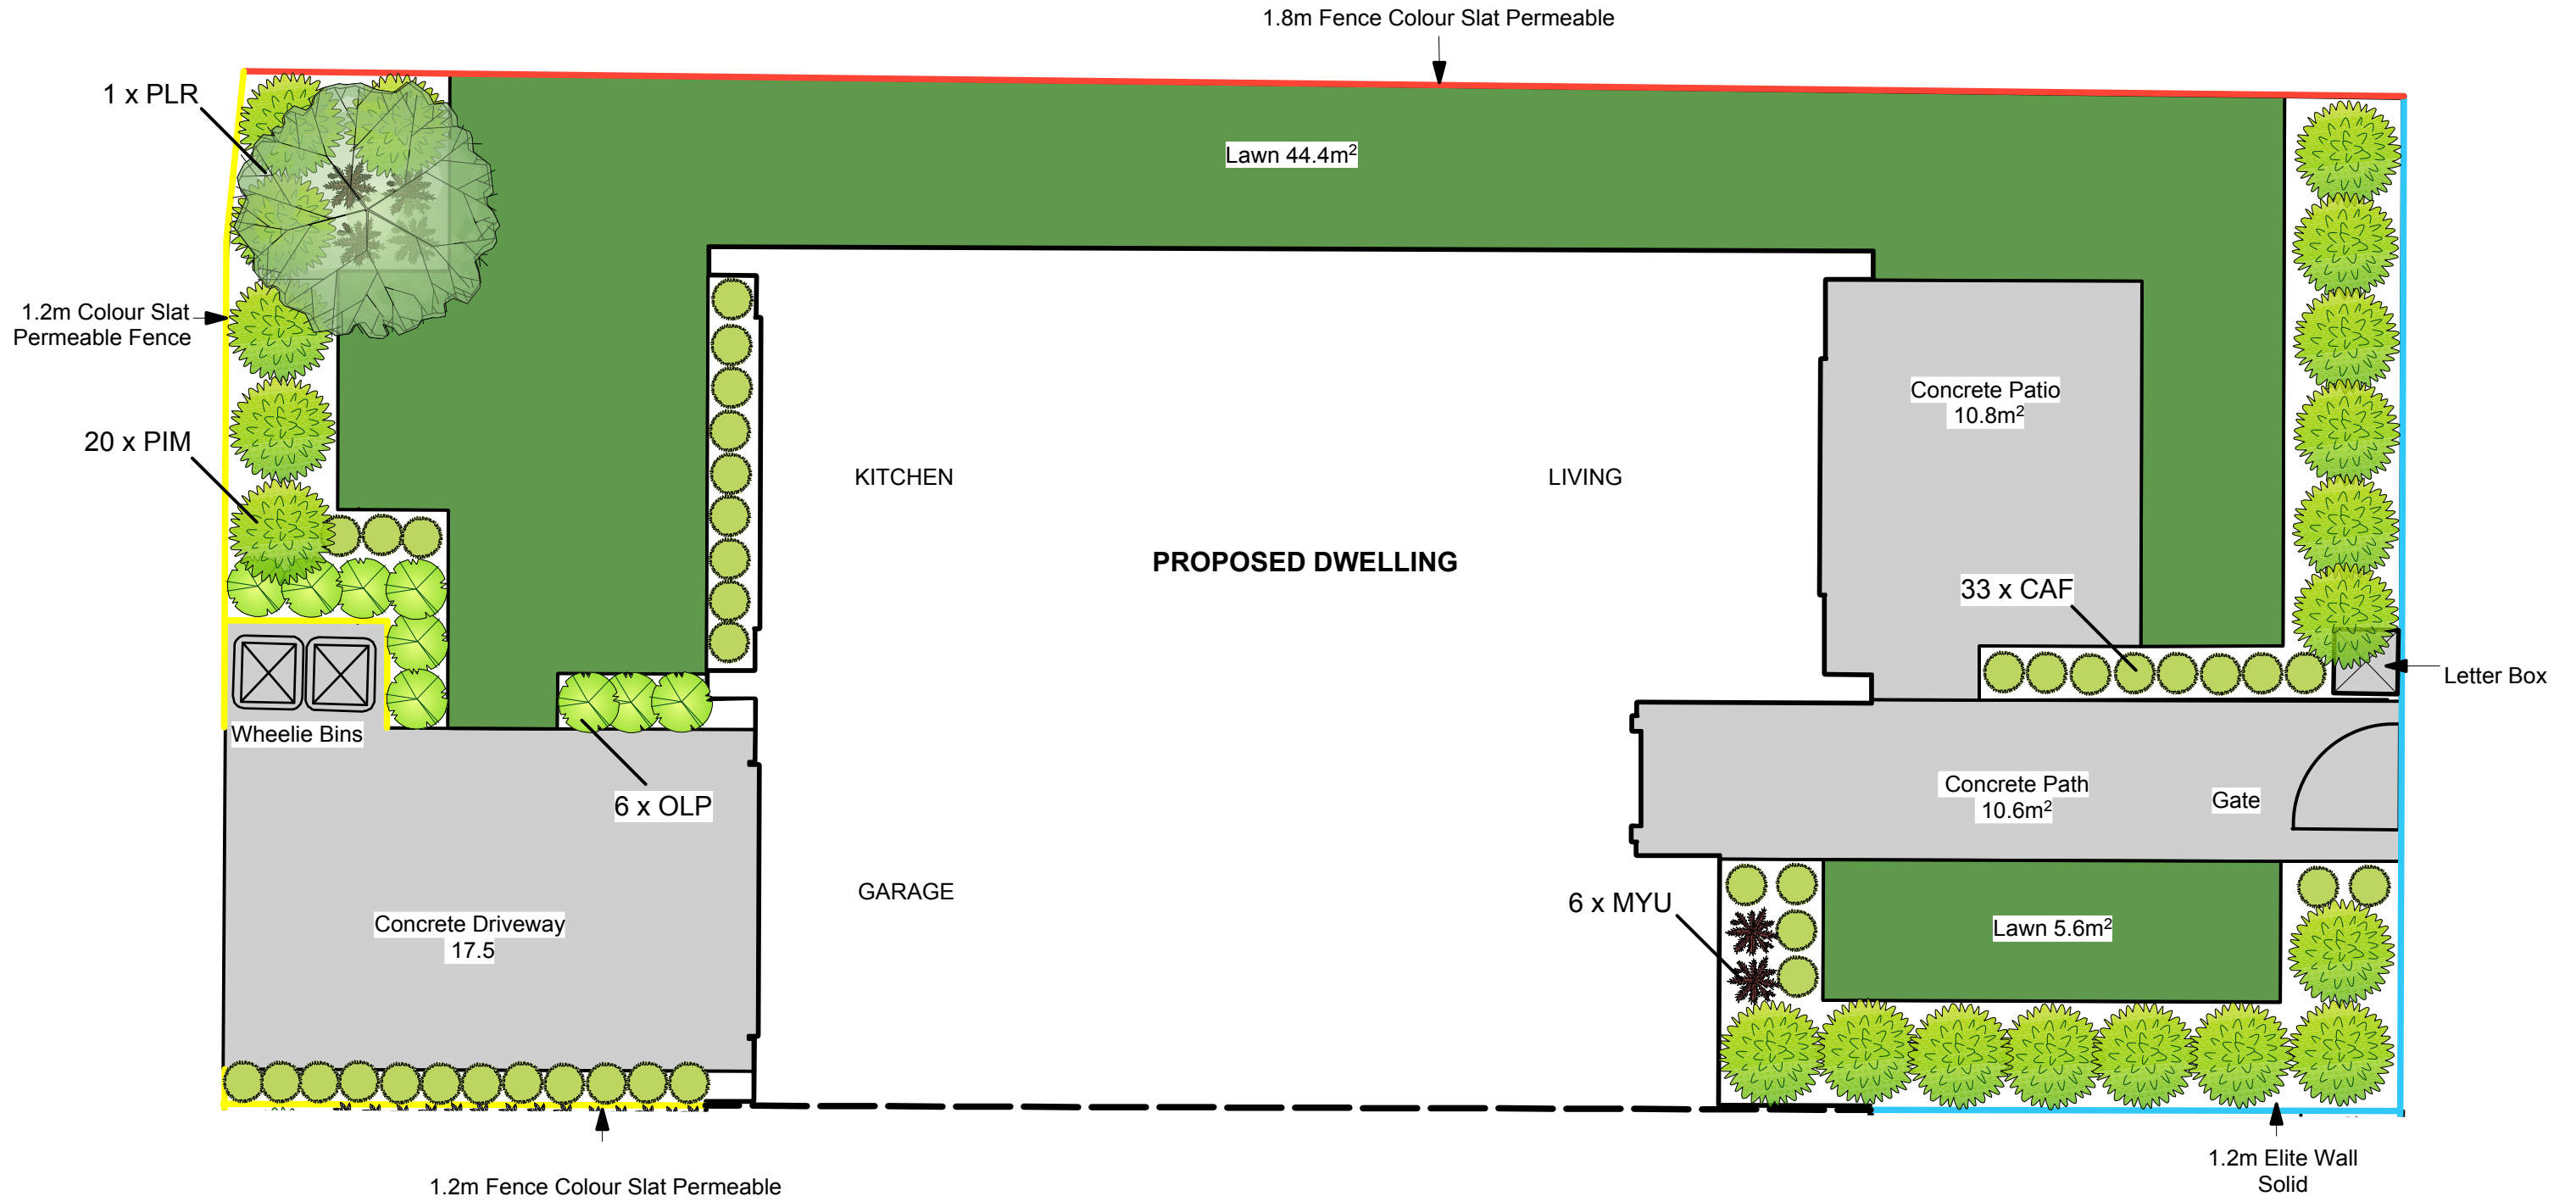 1.8m Fence Colour Slat Permeable
1 x PLR
Lawn 44.4m²
1.2m Colour Slat
Permeable Fence
Concrete Patio
10.8m²
20 x PIM
KITCHEN
LIVING
PROPOSED DWELLING
33 x CAF
Letter Box
Wheelie Bins
6 x OLP
Concrete Path
10.6m²
Gate
GARAGE
6 x MYU
Concrete Driveway
17.5
Lawn 5.6m²
1.2m Elite Wall
Solid
1.2m Fence Colour Slat Permeable